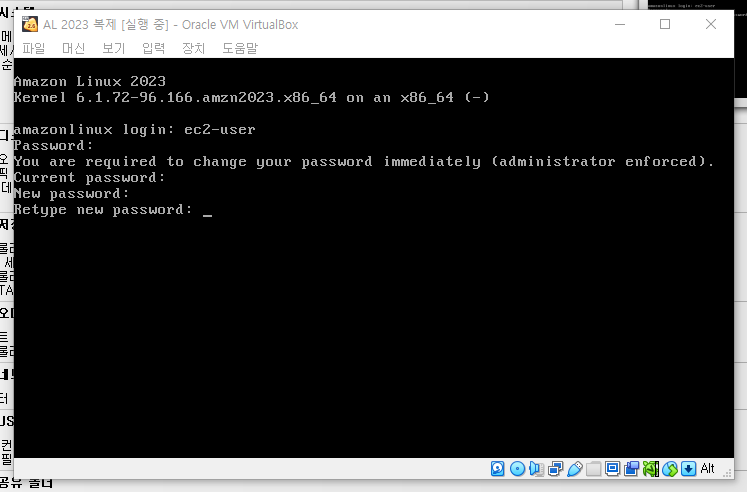 AL 2023 복제 [실행 중] - Oracle VM VirtualBox
파일 머신 보기 입력 장치 도움말
Amazon Linux 2023
Kernel 6.1.72-96.166.amzn2023.x86_64 on an x86_64 (-)
amazonlinux login: ec2-user
Password:
You are required to change your password immediately (administrator enforced).
Current password:
New password:
Retype new password: _
Alt
공유 폴더